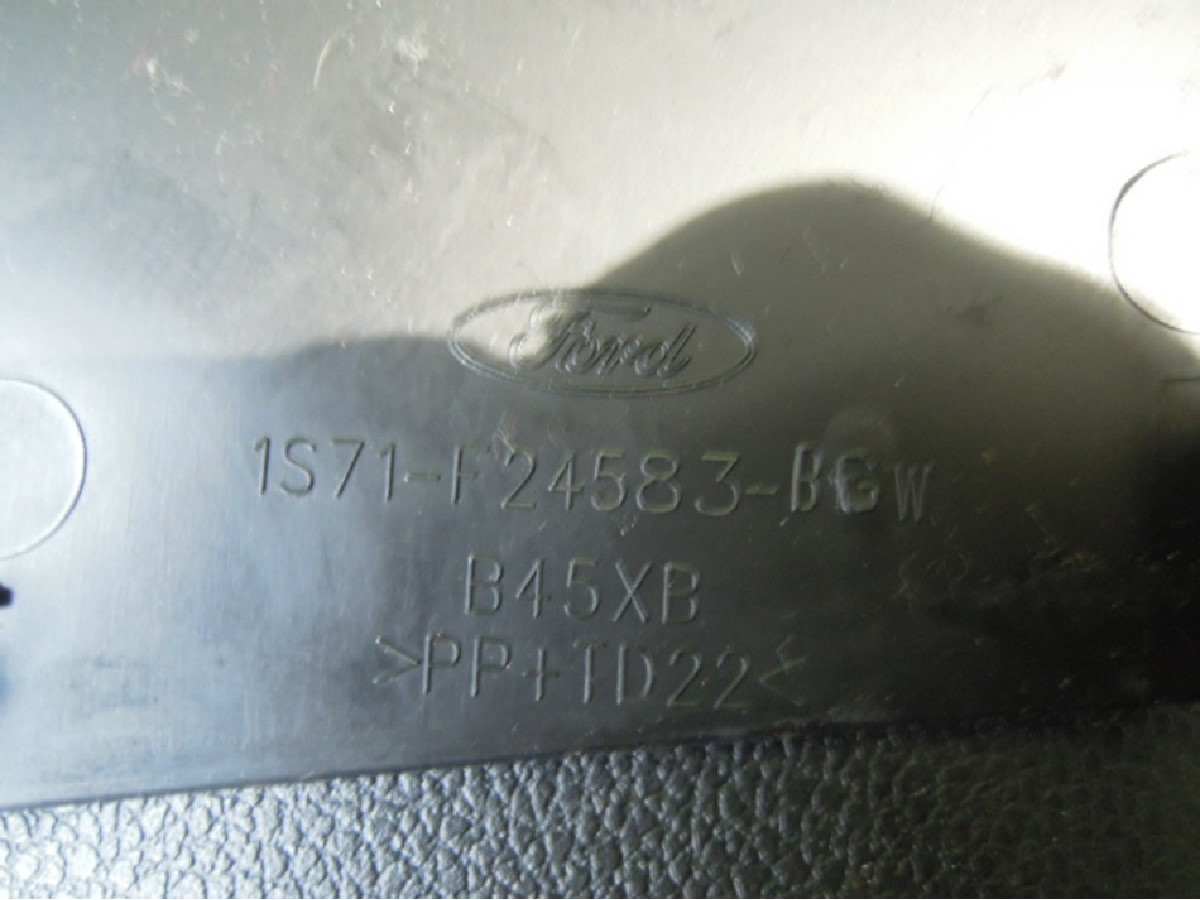 Ford
1S71-F24583-BGW
B45XB
>PP+TD22<